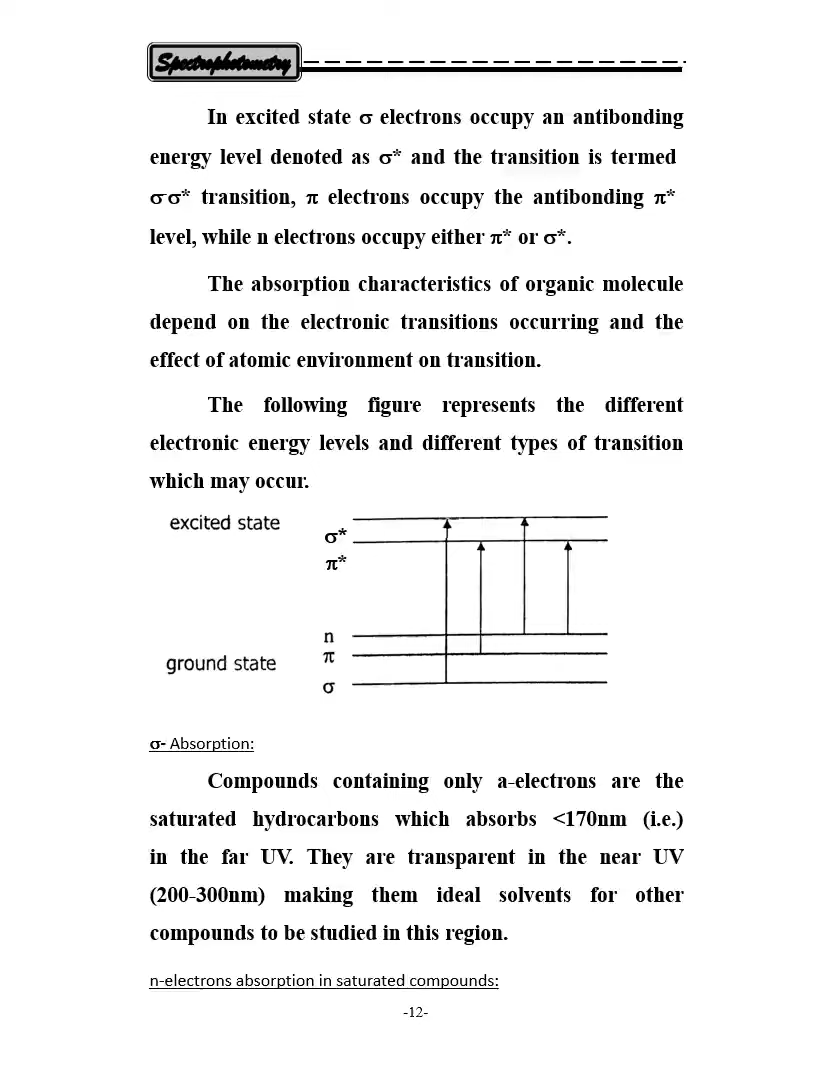 Spectrophotometry
In excited state σ electrons occupy an antibonding
energy level denoted as σ* and the transition is termed
σ-σ* transition, π electrons occupy the antibonding π*
level, while n electrons occupy either π* or σ*.
The absorption characteristics of organic molecule
depend on the electronic transitions occurring and the
effect of atomic environment on transition.
The following figure represents the different
electronic energy levels and different types of transition
which may occur.
excited state
σ*
π*
n
π
ground state
σ
σ- Absorption:
Compounds containing only a-electrons are the
saturated hydrocarbons which absorbs <170nm (i.e.)
in the far UV. They are transparent in the near UV
(200-300nm) making them ideal solvents for other
compounds to be studied in this region.
n-electrons absorption in saturated compounds:
-12-